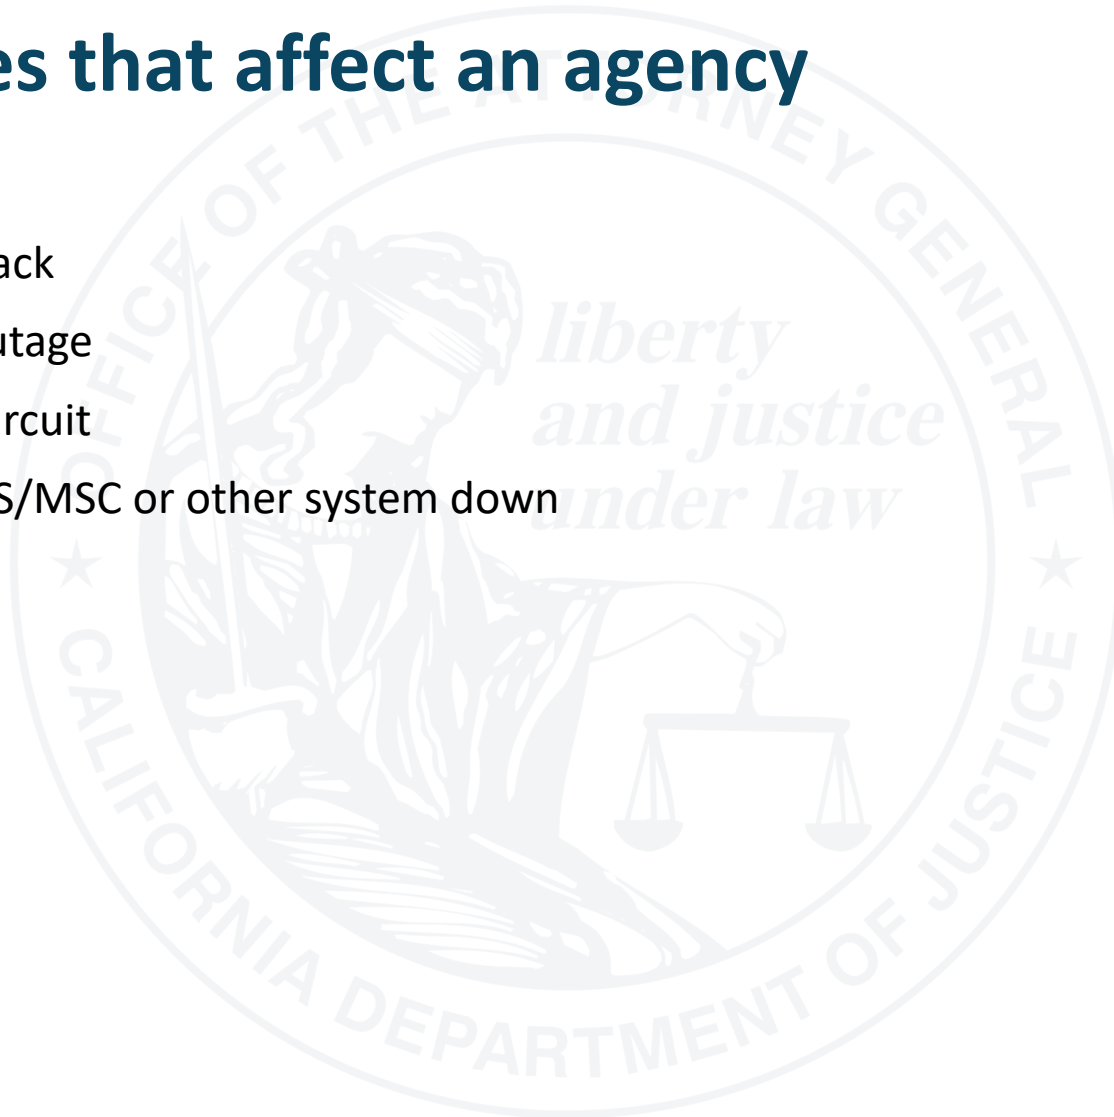 es that affect an agency
ack
utage
rcuit
S/MSC or other system down
OFFICE OF THE ATTORNEY GENERAL
liberty
and justice
under law
CALIFORNIA DEPARTMENT OF JUSTICE